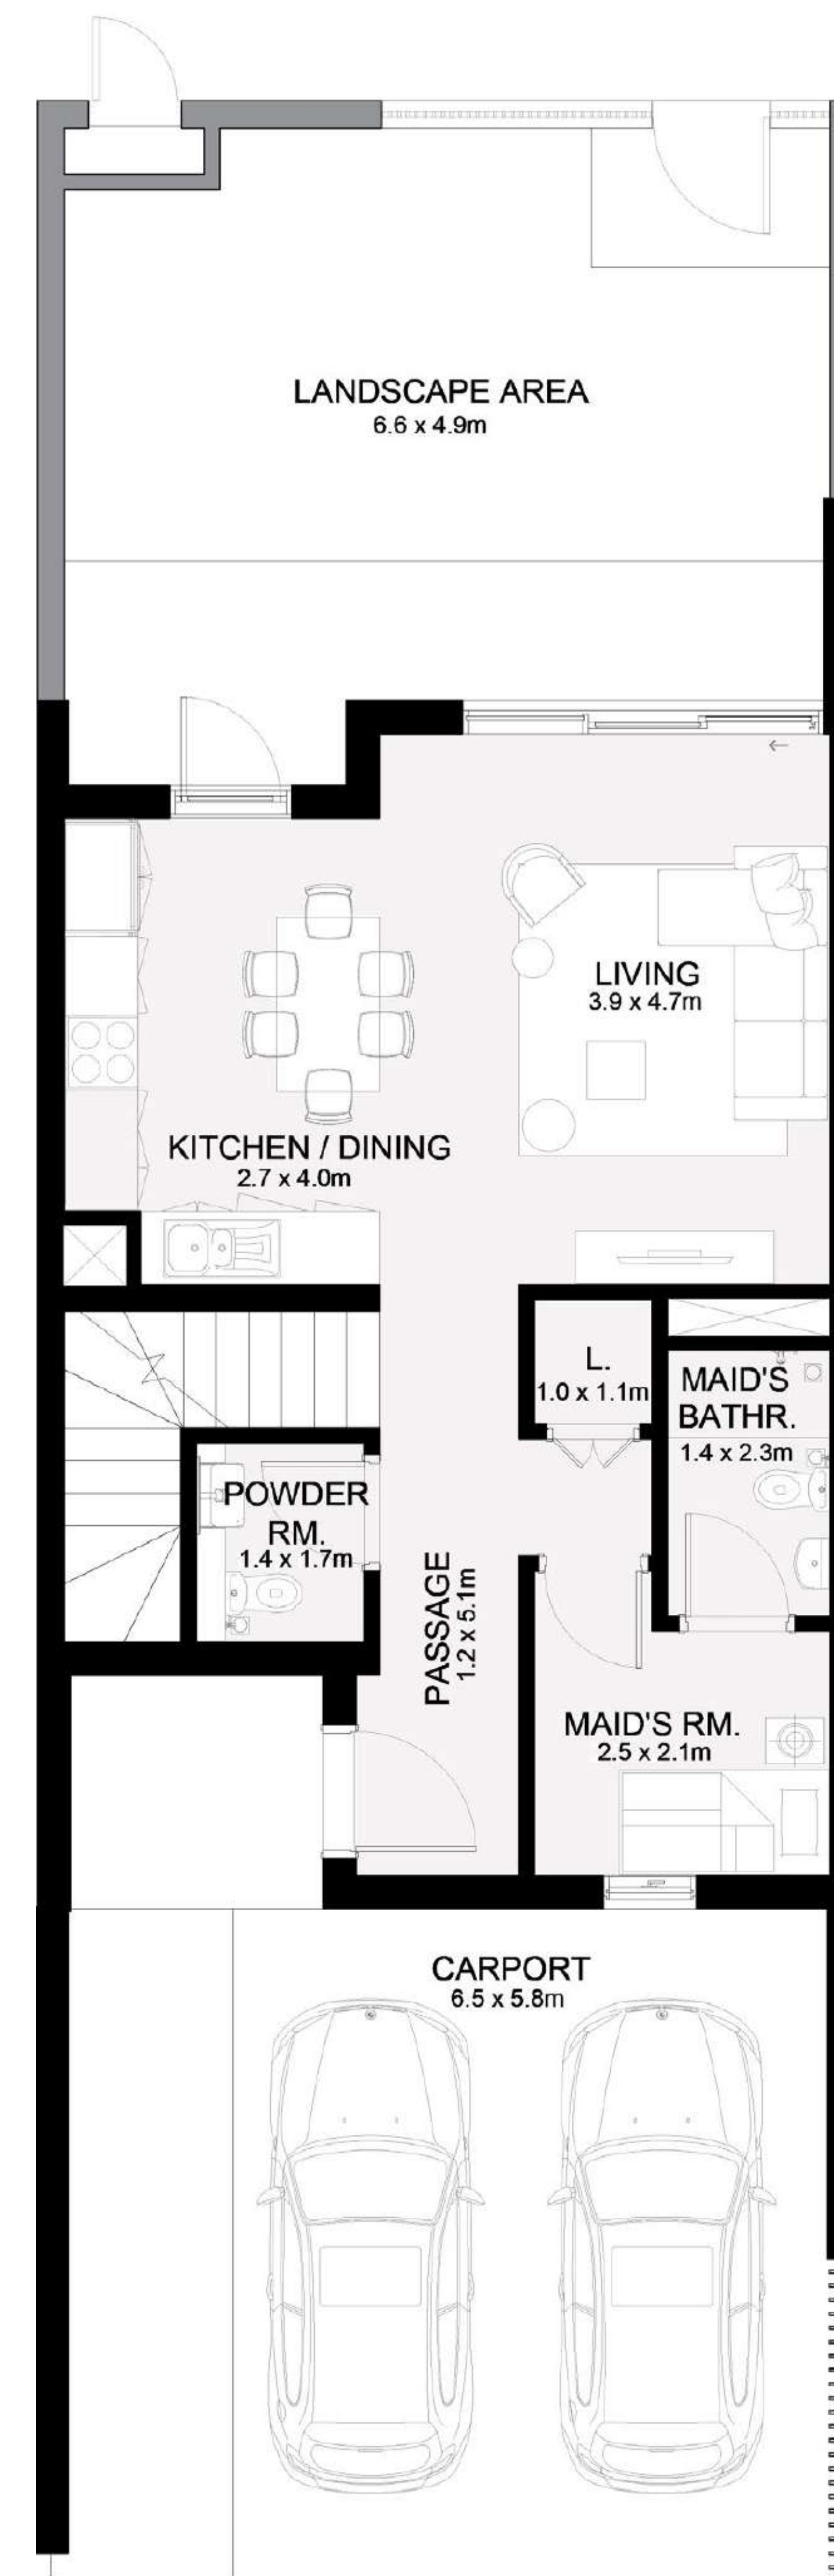 LANDSCAPE AREA
6.6 x 4.9m
LIVING
3.9 x 4.7m
KITCHEN / DINING
2.7 x 4.0m
L.
1.0 x 1.1m
MAID'S
BATHR.
1.4 x 2.3m
POWDER
RM.
1.4 x 1.7m
PASSAGE
1.2 x 5.1m
MAID'S RM.
2.5 x 2.1m
CARPORT
6.5 x 5.8m